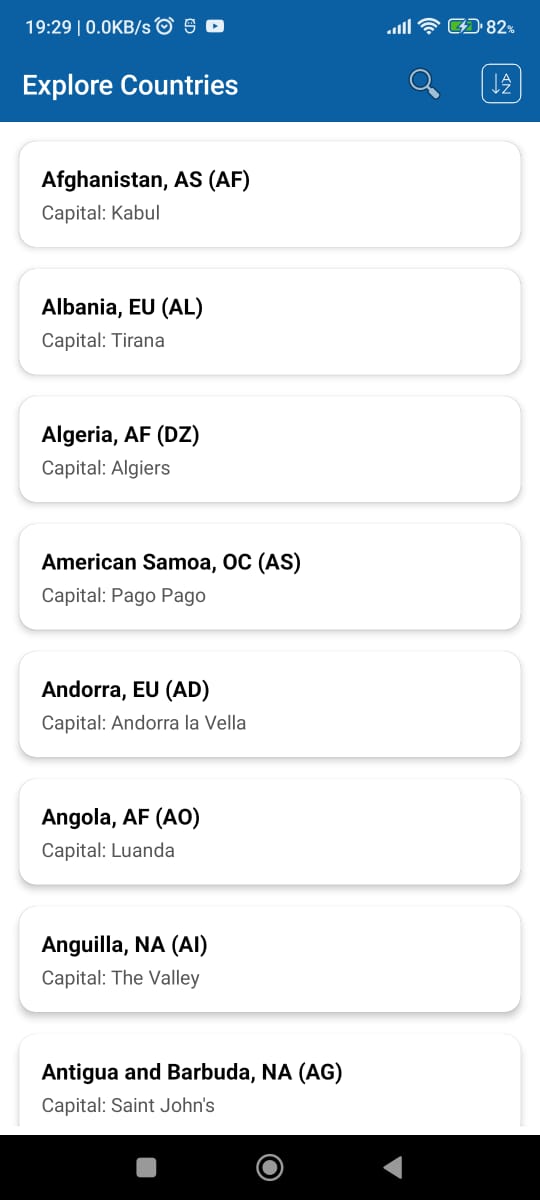 19:29 | 0.0KB/s 82%
Explore Countries
AZ
Afghanistan, AS (AF)
Capital: Kabul
Albania, EU (AL)
Capital: Tirana
Algeria, AF (DZ)
Capital: Algiers
American Samoa, OC (AS)
Capital: Pago Pago
Andorra, EU (AD)
Capital: Andorra la Vella
Angola, AF (AO)
Capital: Luanda
Anguilla, NA (AI)
Capital: The Valley
Antigua and Barbuda, NA (AG)
Capital: Saint John's